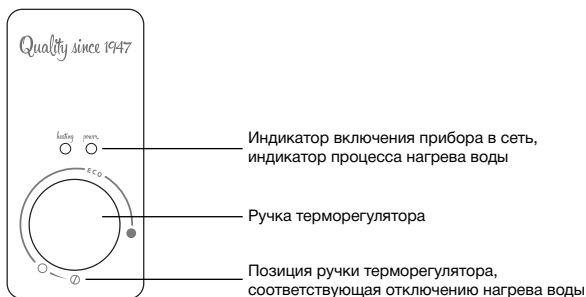 Quality since 1947
heating power
Индикатор включения прибора в сеть,
индикатор процесса нагрева воды
ECO
Ручка терморегулятора
Позиция ручки терморегулятора,
соответствующая отключению нагрева воды